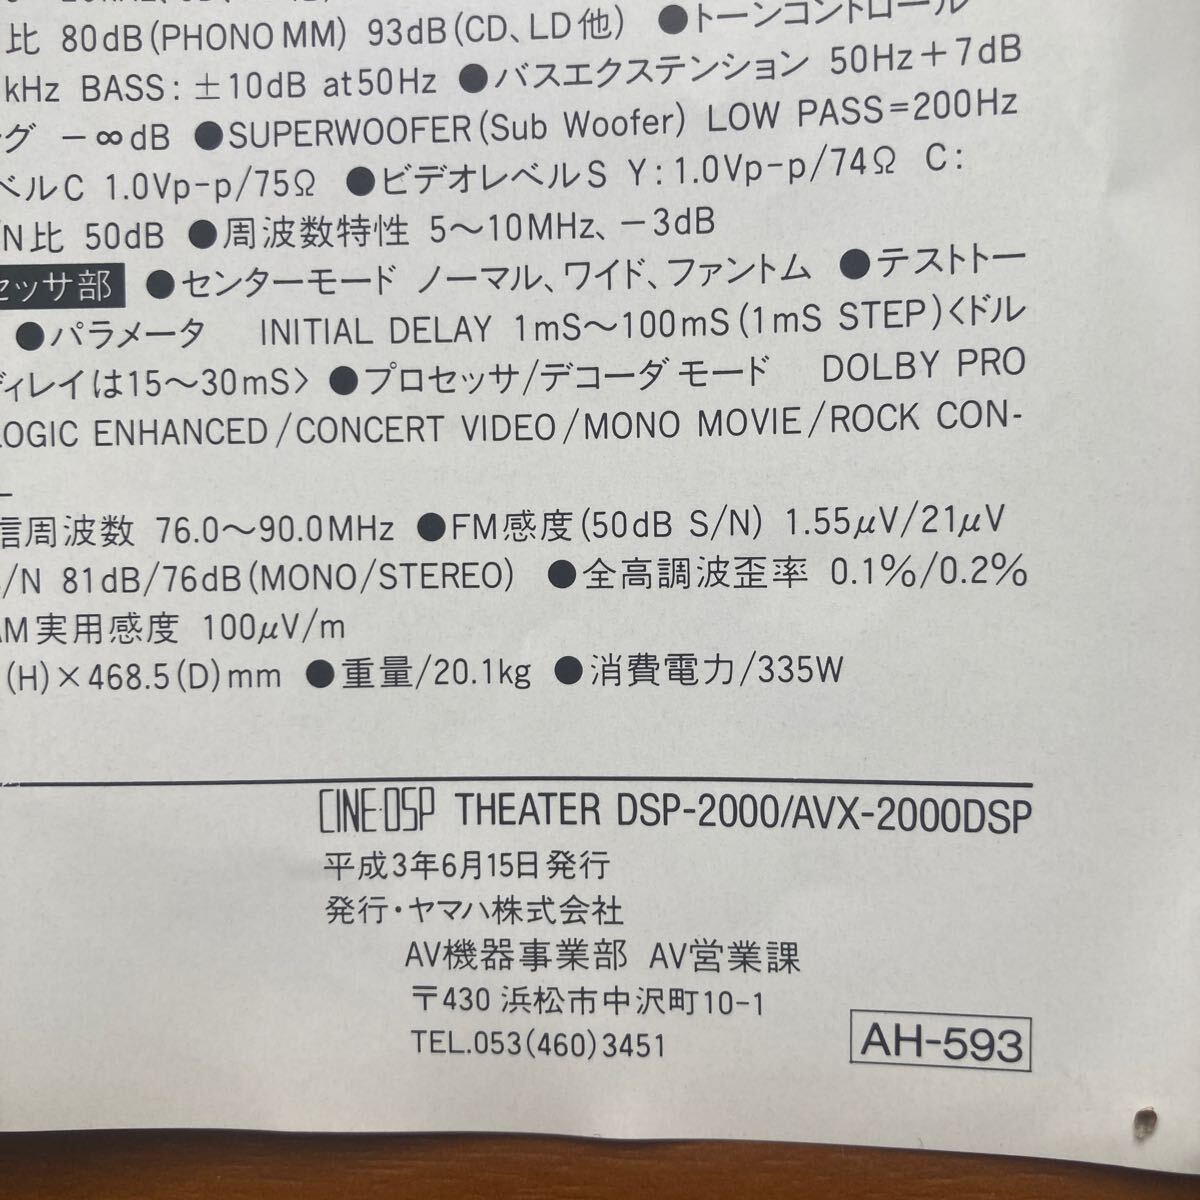 比 80dB(PHONO MM) 93dB(CD、LD他) ●トーンコントロール
kHz BASS:±10dB at50Hz ●バスエクステンション 50Hz+7dB
グ −∞dB ●SUPERWOOFER(Sub Woofer) LOW PASS=200Hz
ベルC 1.0Vp-p/75Ω ●ビデオレベルS Y:1.0Vp-p/74Ω C:
N比 50dB ●周波数特性 5〜10MHz、−3dB
セッサ部 ●センターモード ノーマル、ワイド、ファントム ●テストトー
●パラメータ INITIAL DELAY 1mS〜100mS(1mS STEP)〈ドル
ディレイは15〜30mS〉 ●プロセッサ/デコーダモード DOLBY PRO
LOGIC ENHANCED/CONCERT VIDEO/MONO MOVIE/ROCK CON-
信周波数 76.0〜90.0MHz ●FM感度(50dB S/N) 1.55μV/21μV
/N 81dB/76dB(MONO/STEREO) ●全高調波歪率 0.1%/0.2%
AM実用感度 100μV/m
(H)×468.5(D)mm ●重量/20.1kg ●消費電力/335W
CINE·DSP THEATER DSP-2000/AVX-2000DSP
平成3年6月15日発行
発行・ヤマハ株式会社
AV機器事業部 AV営業課
〒430 浜松市中沢町10-1
TEL.053(460)3451
AH-593